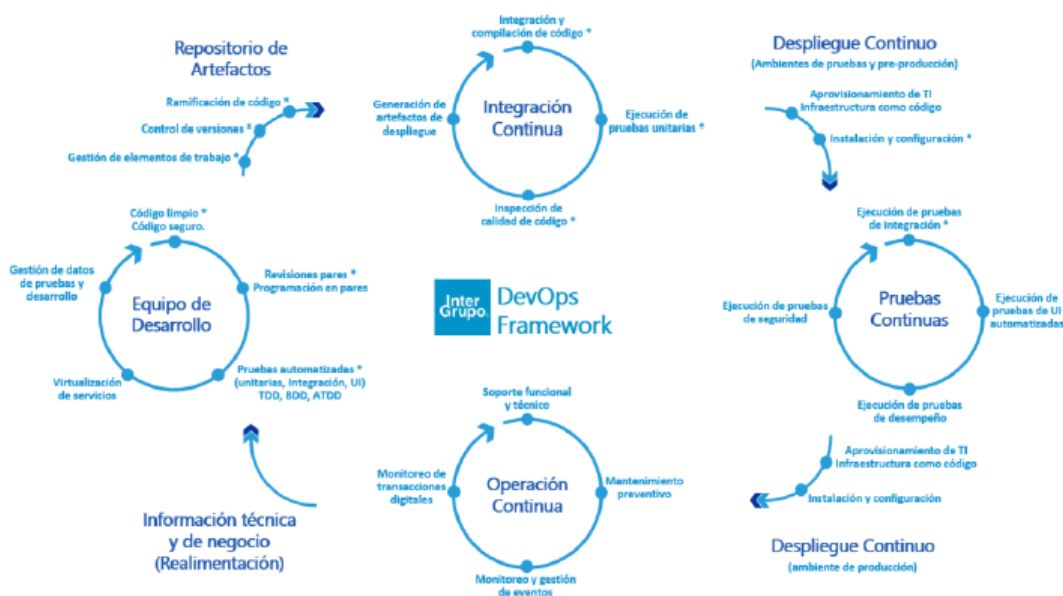 Repositorio de
Artefactos
Ramificación de código *
Control de versiones *
Gestión de elementos de trabajo *
Integración y
compilación de código *
Generación de
artefactos de
despliegue
Integración
Continua
Ejecución de
pruebas unitarias *
Inspección de
calidad de código *
Despliegue Continuo
(Ambientes de pruebas y pre-producción)
Aprovisionamiento de TI
Infraestructura como código
Instalación y configuración *
Código limpio *
Código seguro.
Gestión de datos
de pruebas y
desarrollo
Equipo de
Desarrollo
Revisiones pares *
Programación en pares
Virtualización
de servicios
Pruebas automatizadas *
(unitarias, Integración, UI)
TDD, BDD, ATDD
Inter
Grupo
DevOps
Framework
Ejecución de pruebas
de integración *
Ejecución de pruebas
de seguridad
Pruebas
Continuas
Ejecución de
pruebas de UI
automatizadas
Ejecución de pruebas
de desempeño
Soporte funcional
y técnico
Monitoreo de
transacciones
digitales
Operación
Continua
Mantenimiento
preventivo
Monitoreo y gestión
de eventos
Aprovisionamiento de TI
Infraestructura como código
Instalación y configuración
Despliegue Continuo
(ambiente de producción)
Información técnica
y de negocio
(Realimentación)